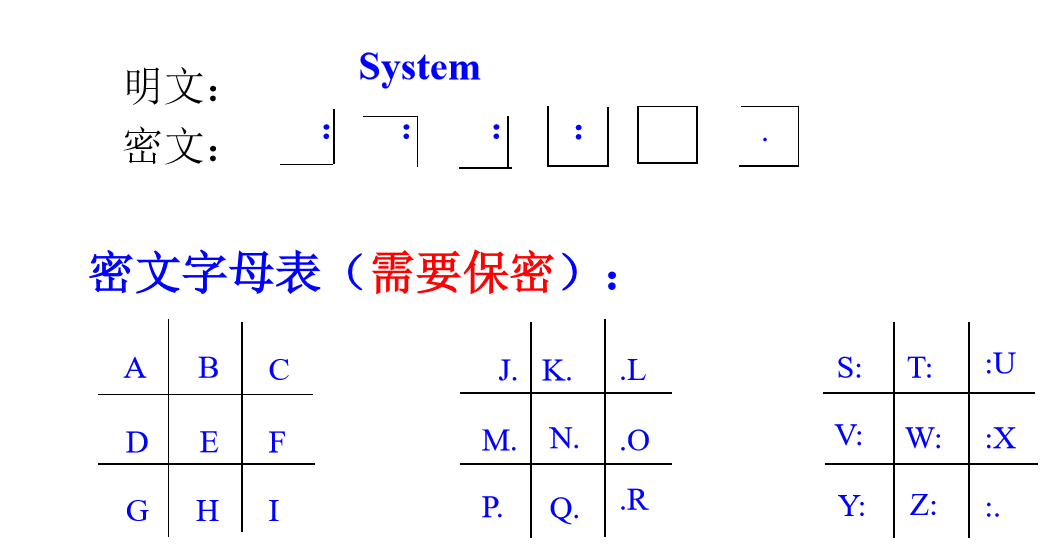 明文： System
密文： : : : : .
密文字母表（需要保密）：
A B C J. K. .L S: T: :U
D E F M. N. .O V: W: :X
G H I P. Q. .R Y: Z: :.